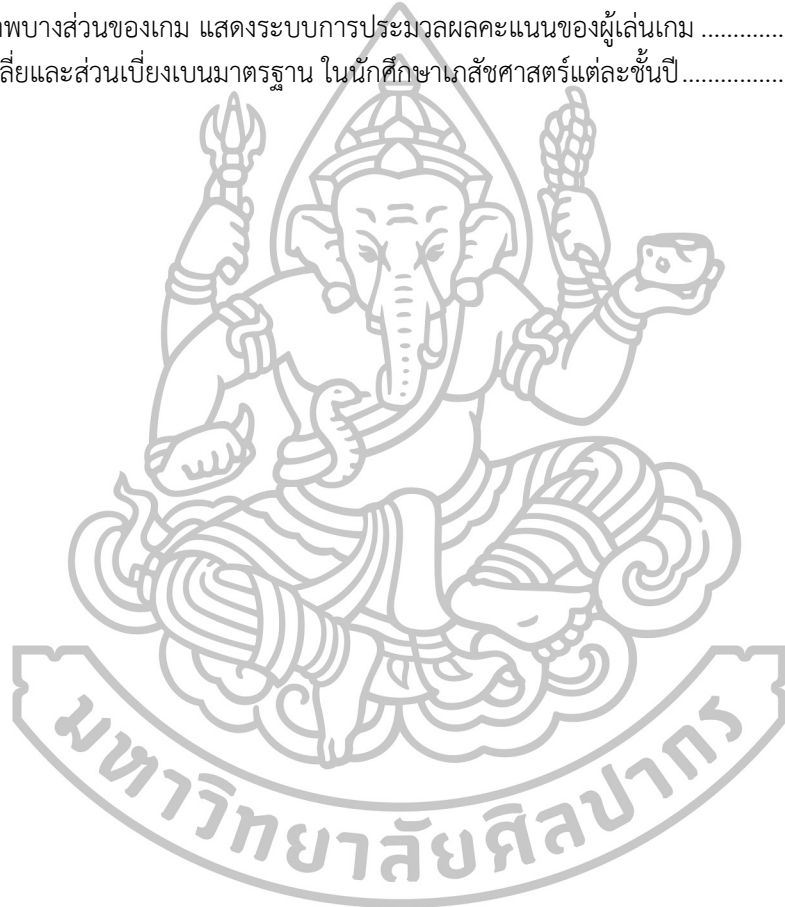 พบางส่วนของเกม แสดงระบบการประมวลผลคะแนนของผู้เล่นเกม .............
ลี่ยและส่วนเบี่ยงเบนมาตรฐาน ในนักศึกษาเภสัชศาสตร์แต่ละชั้นปี ................
มหาวิทยาลัยศิลปากร